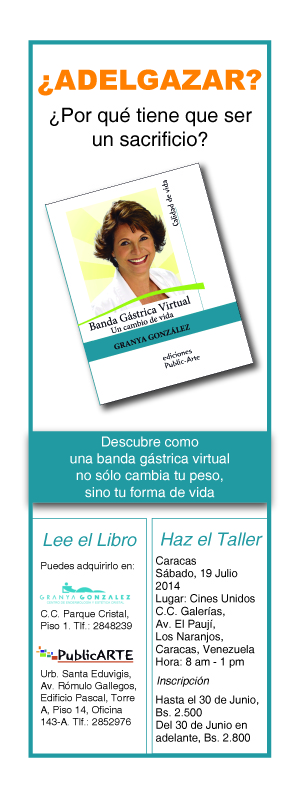 ¿ADELGAZAR?
¿Por qué tiene que ser
un sacrificio?
Calidad de vida
Banda Gástrica Virtual
Un cambio de vida
GRANYA GONZÁLEZ
ediciones
Public-Arte
Descubre como
una banda gástrica virtual
no sólo cambia tu peso,
sino tu forma de vida
Lee el Libro
Puedes adquirirlo en:
GRANYA GONZALEZ
C.C. Parque Cristal,
Piso 1. Tlf.: 2848239
PublicARTE
Urb. Santa Eduvigis,
Av. Rómulo Gallegos,
Edificio Pascal, Torre
A, Piso 14, Oficina
143-A. Tlf.: 2852976
Haz el Taller
Caracas
Sábado, 19 Julio
2014
Lugar: Cines Unidos
C.C. Galerías,
Av. El Paují,
Los Naranjos,
Caracas, Venezuela
Hora: 8 am - 1 pm
Inscripción
Hasta el 30 de Junio,
Bs. 2.500
Del 30 de Junio en
adelante, Bs. 2.800